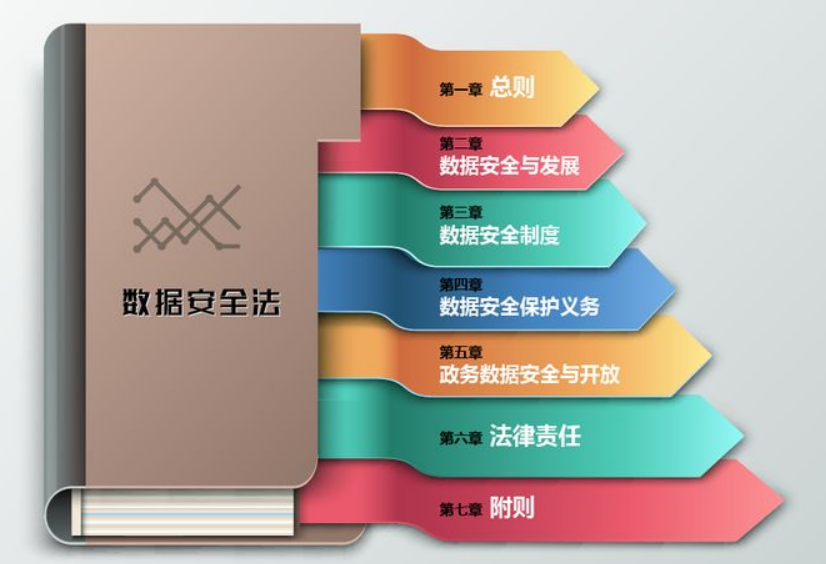 数据安全法
第一章 总则
第二章
数据安全与发展
第三章
数据安全制度
第四章
数据安全保护义务
第五章
政务数据安全与开放
第六章 法律责任
第七章 附则